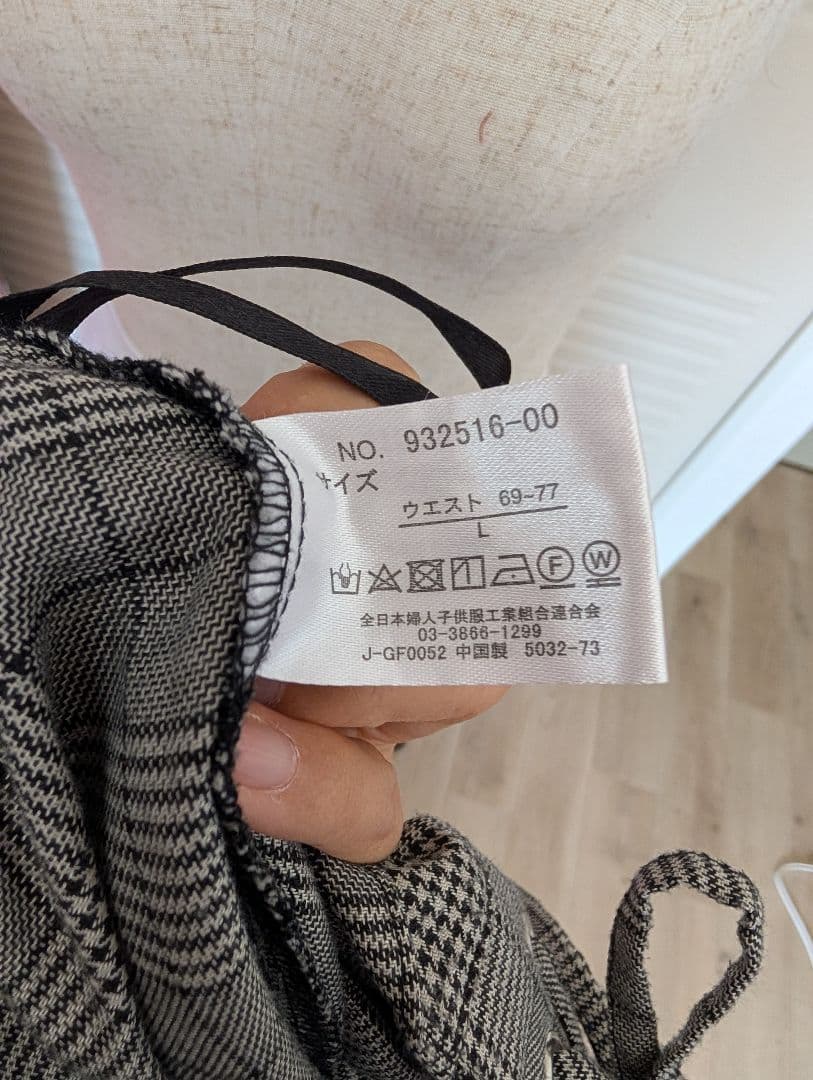 NO. 932516-00
サイズ
ウエスト 69~77
L
F W
全日本婦人子供服工業組合連合会
03-3866-1299
J-GF0052 中国製 5032-73